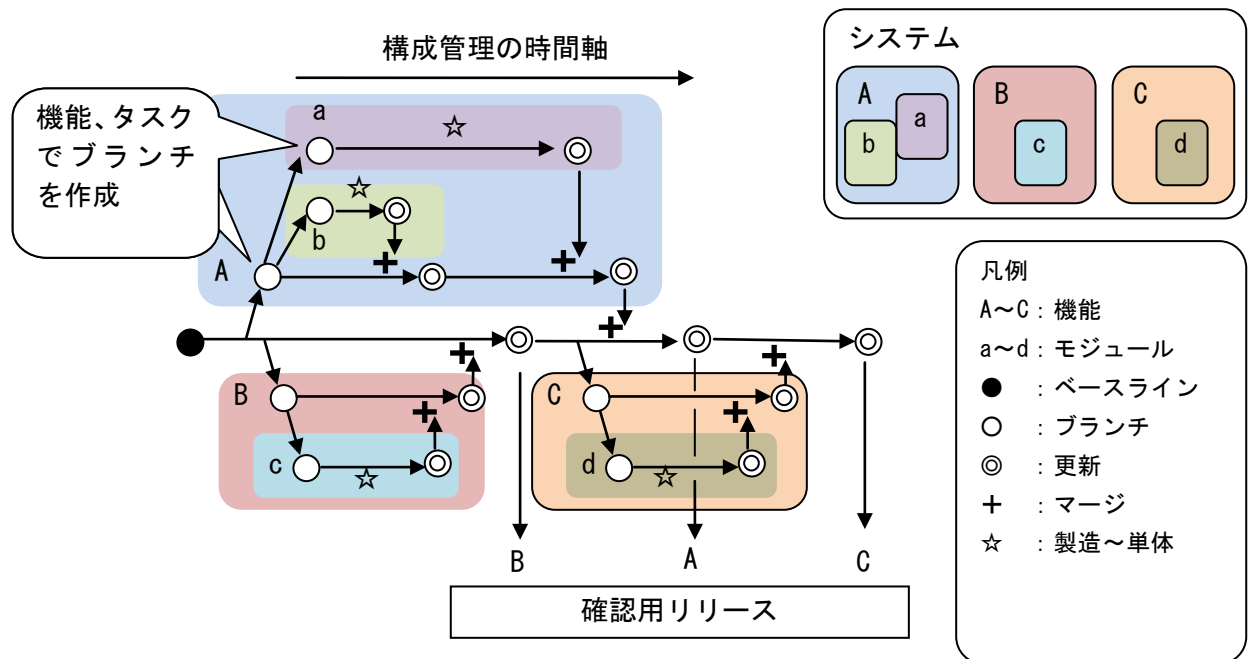 構成管理の時間軸
機能、タスク
でブランチ
を作成
a
☆
☆
b
A
B
c
☆
C
d
☆
B
A
C
確認用リリース
システム
A
a
b
B
c
C
d
凡例
A～C：機能
a～d：モジュール
●：ベースライン
○：ブランチ
◎：更新
＋：マージ
☆：製造～単体